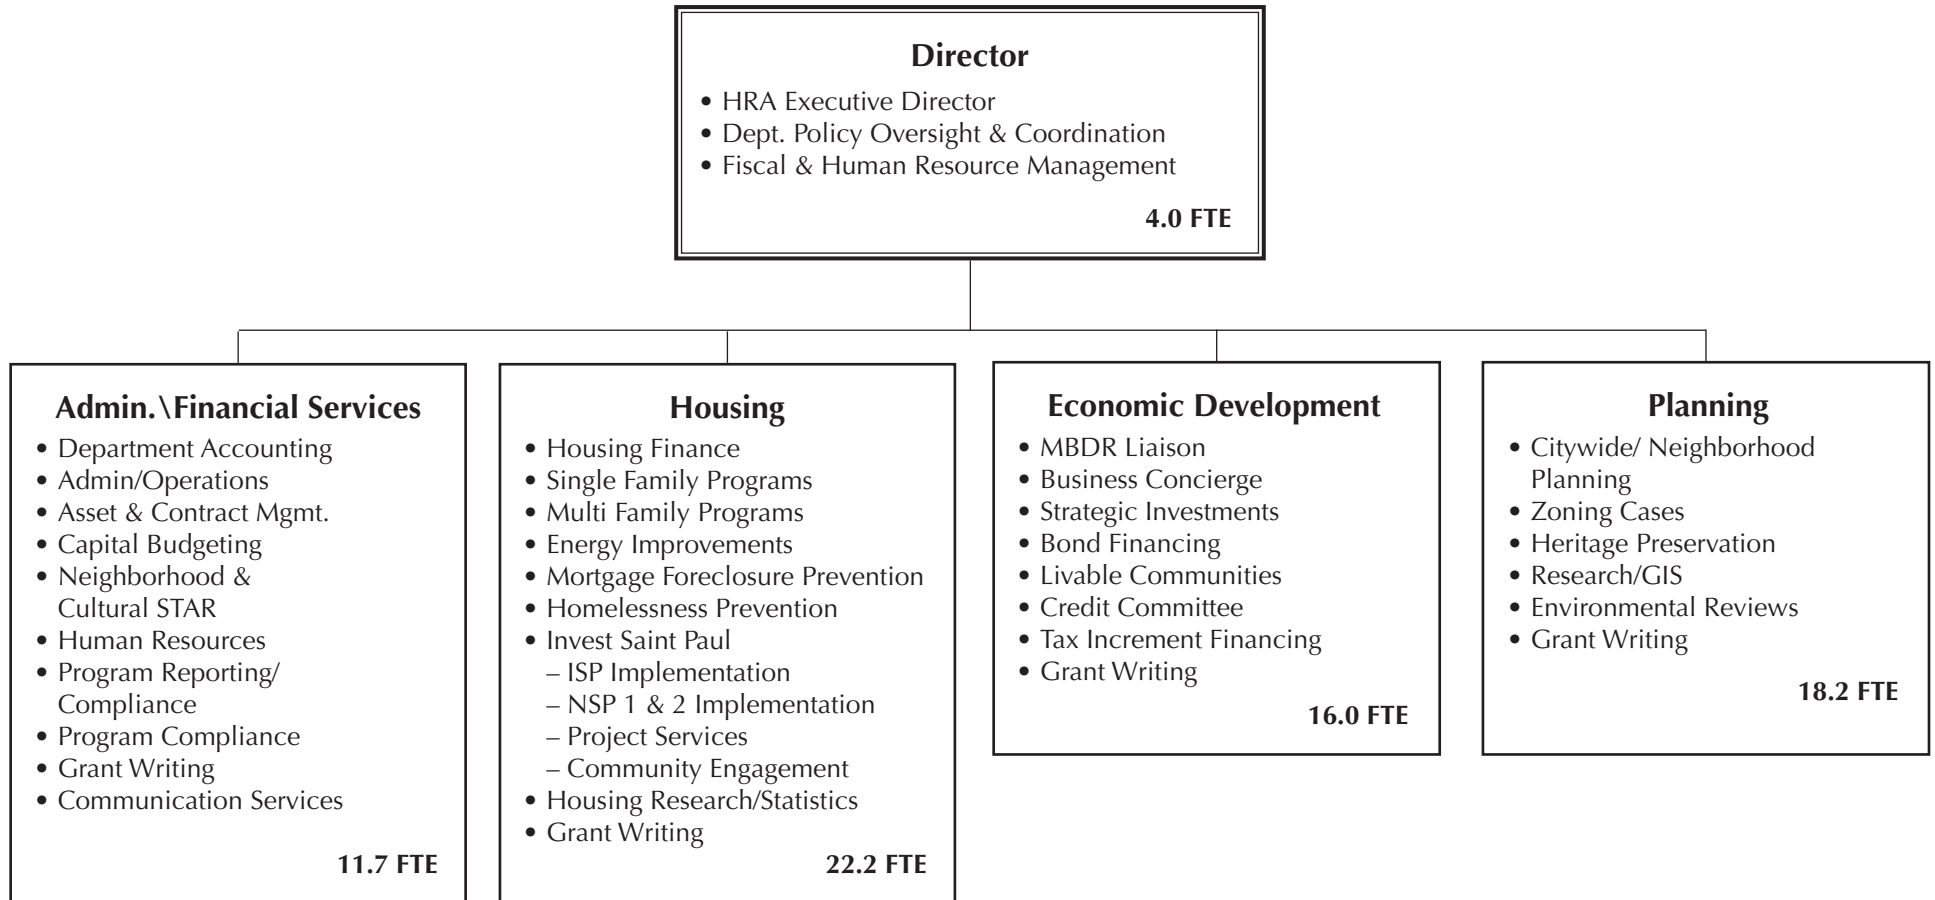 Director
• HRA Executive Director
• Dept. Policy Oversight & Coordination
• Fiscal & Human Resource Management
4.0 FTE
Admin.\Financial Services
• Department Accounting
• Admin/Operations
• Asset & Contract Mgmt.
• Capital Budgeting
• Neighborhood &
Cultural STAR
• Human Resources
• Program Reporting/
Compliance
• Program Compliance
• Grant Writing
• Communication Services
11.7 FTE
Housing
• Housing Finance
• Single Family Programs
• Multi Family Programs
• Energy Improvements
• Mortgage Foreclosure Prevention
• Homelessness Prevention
• Invest Saint Paul
– ISP Implementation
– NSP 1 & 2 Implementation
– Project Services
– Community Engagement
• Housing Research/Statistics
• Grant Writing
22.2 FTE
Economic Development
• MBDR Liaison
• Business Concierge
• Strategic Investments
• Bond Financing
• Livable Communities
• Credit Committee
• Tax Increment Financing
• Grant Writing
16.0 FTE
Planning
• Citywide/ Neighborhood
Planning
• Zoning Cases
• Heritage Preservation
• Research/GIS
• Environmental Reviews
• Grant Writing
18.2 FTE